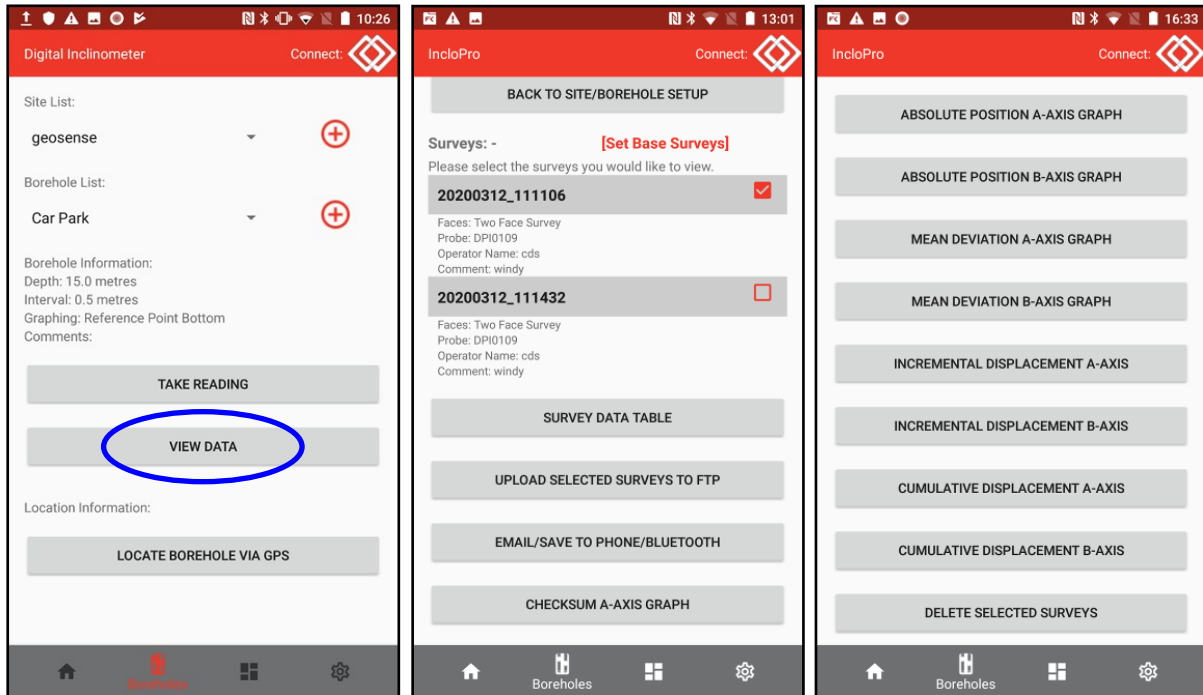 10:26
Digital Inclinometer
Connect:
Site List:
geosense
Borehole List:
Car Park
Borehole Information:
Depth: 15.0 metres
Interval: 0.5 metres
Graphing: Reference Point Bottom
Comments:
TAKE READING
VIEW DATA
Location Information:
LOCATE BOREHOLE VIA GPS
Boreholes
13:01
IncloPro
Connect:
BACK TO SITE/BOREHOLE SETUP
Surveys: - [Set Base Surveys]
Please select the surveys you would like to view.
20200312_111106
Faces: Two Face Survey
Probe: DPI0109
Operator Name: cds
Comment: windy
20200312_111432
Faces: Two Face Survey
Probe: DPI0109
Operator Name: cds
Comment: windy
SURVEY DATA TABLE
UPLOAD SELECTED SURVEYS TO FTP
EMAIL/SAVE TO PHONE/BLUETOOTH
CHECKSUM A-AXIS GRAPH
Boreholes
16:33
IncloPro
Connect:
ABSOLUTE POSITION A-AXIS GRAPH
ABSOLUTE POSITION B-AXIS GRAPH
MEAN DEVIATION A-AXIS GRAPH
MEAN DEVIATION B-AXIS GRAPH
INCREMENTAL DISPLACEMENT A-AXIS
INCREMENTAL DISPLACEMENT B-AXIS
CUMULATIVE DISPLACEMENT A-AXIS
CUMULATIVE DISPLACEMENT B-AXIS
DELETE SELECTED SURVEYS
Boreholes